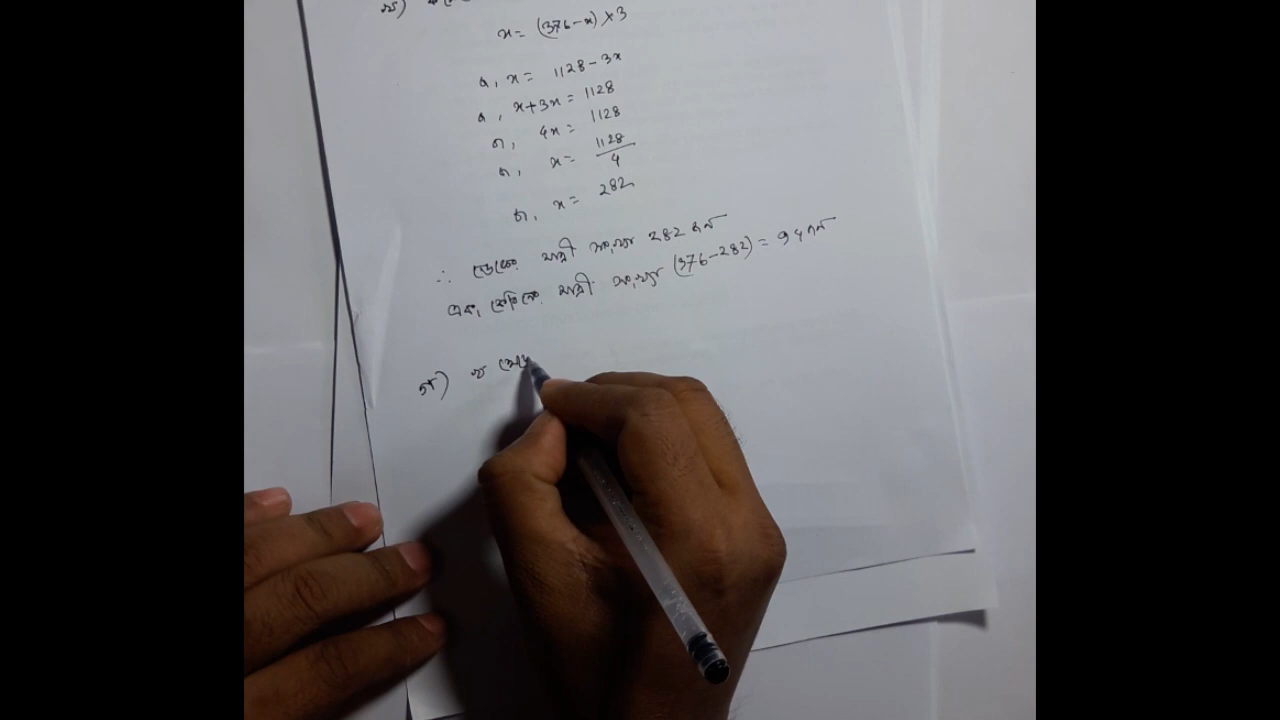 খ)
x = (376-x)×3
বা, x = 1128-3x
বা, x+3x = 1128
বা, 4x = 1128
বা, x = 1128/4
বা, x = 282
∴ ডেকের যাত্রী সংখ্যা 282 জন
এবং কেবিনের যাত্রী সংখ্যা (376-282) = 94 জন
গ) খ